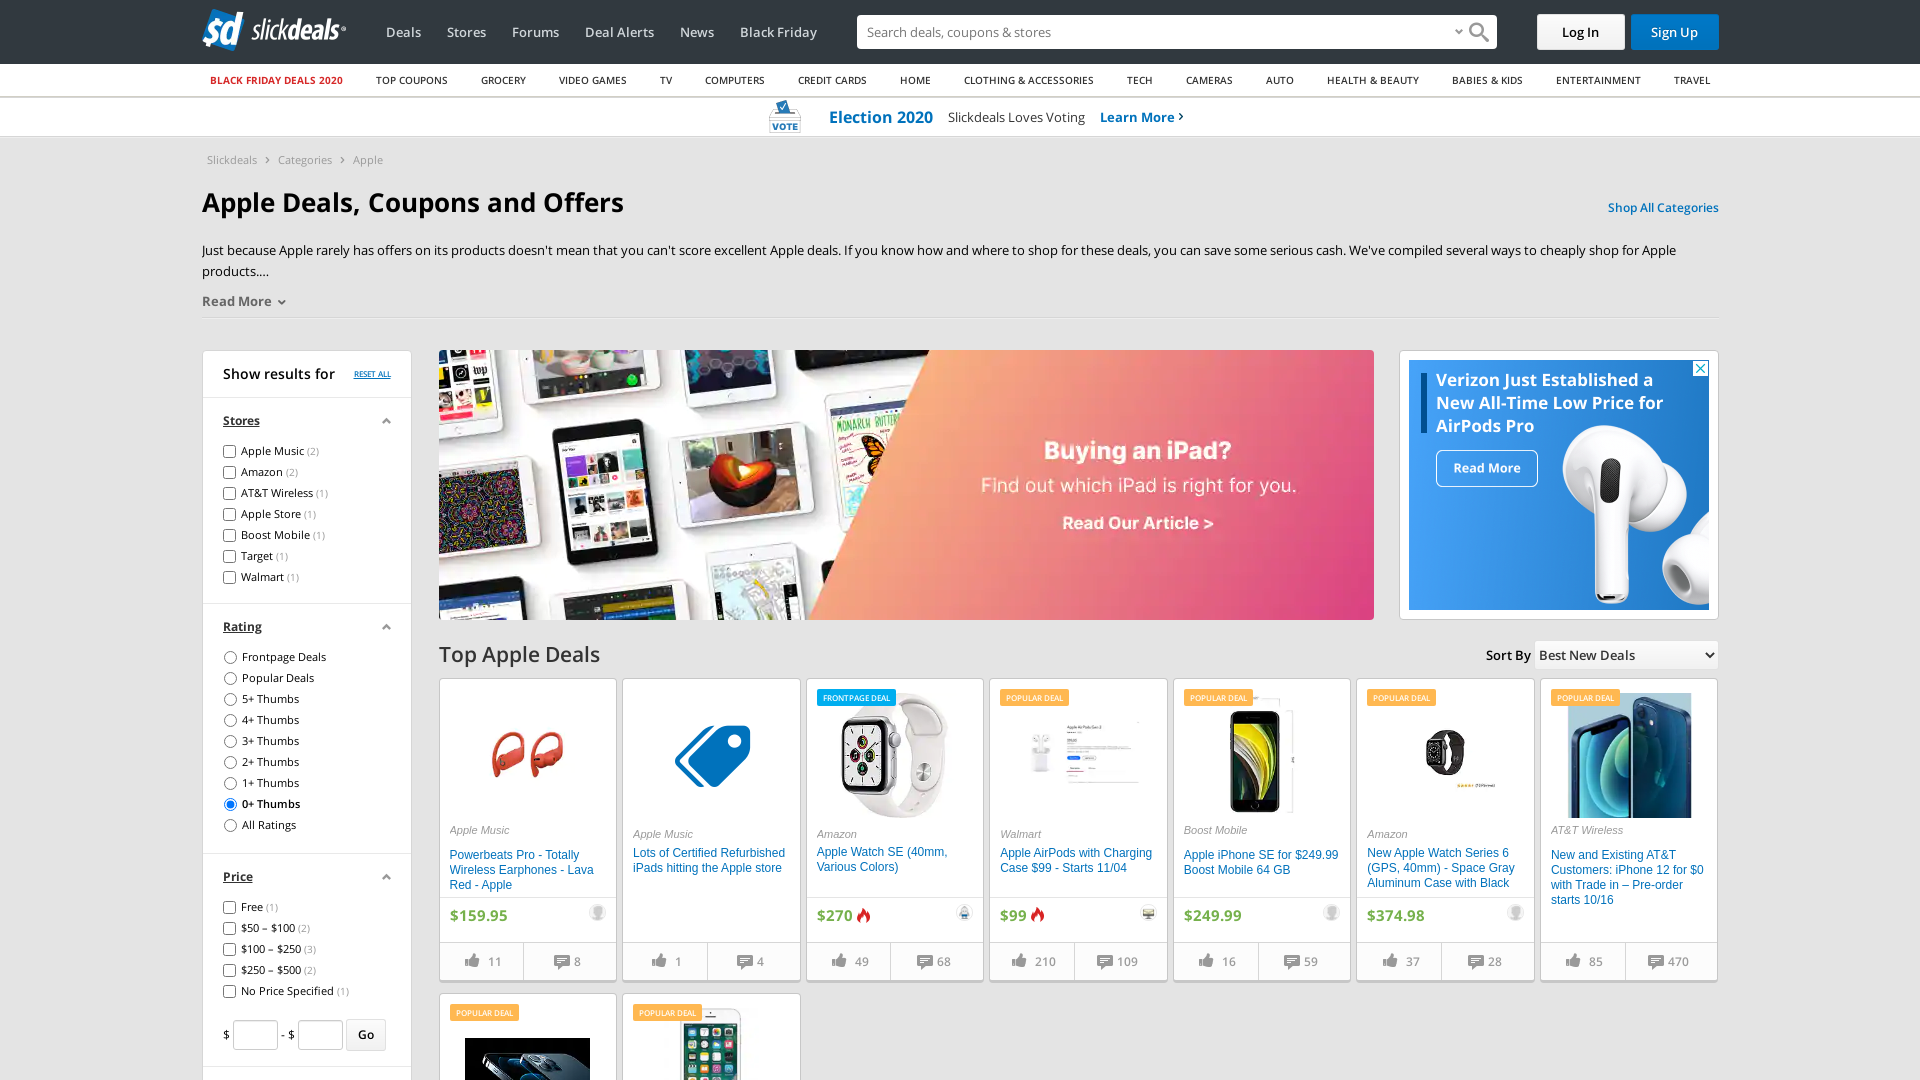 slickdeals
Deals
Stores
Forums
Deal Alerts
News
Black Friday
Search deals, coupons & stores
Log In
Sign Up
BLACK FRIDAY DEALS 2020
TOP COUPONS
GROCERY
VIDEO GAMES
TV
COMPUTERS
CREDIT CARDS
HOME
CLOTHING & ACCESSORIES
TECH
CAMERAS
AUTO
HEALTH & BEAUTY
BABIES & KIDS
ENTERTAINMENT
TRAVEL
VOTE
Election 2020
Slickdeals Loves Voting
Learn More
Slickdeals
Categories
Apple
Apple Deals, Coupons and Offers
Shop All Categories
Just because Apple rarely has offers on its products doesn't mean that you can't score excellent Apple deals. If you know how and where to shop for these deals, you can save some serious cash. We've compiled several ways to cheaply shop for Apple
products....
Read More
Show results for
RESET ALL
Stores
Apple Music (2)
Amazon (2)
AT&T Wireless (1)
Apple Store (1)
Boost Mobile (1)
Target (1)
Walmart (1)
Rating
Frontpage Deals
Popular Deals
5+ Thumbs
4+ Thumbs
3+ Thumbs
2+ Thumbs
1+ Thumbs
0+ Thumbs
All Ratings
Price
Free (1)
$50 – $100 (2)
$100 – $250 (3)
$250 – $500 (2)
No Price Specified (1)
$ - $ Go
MONARCH BUTTERFLY
Buying an iPad?
Find out which iPad is right for you.
Read Our Article >
Verizon Just Established a
New All-Time Low Price for
AirPods Pro
Read More
Top Apple Deals
Sort By
Best New Deals
Apple Music
Powerbeats Pro - Totally
Wireless Earphones - Lava
Red - Apple
$159.95
11
8
Apple Music
Lots of Certified Refurbished
iPads hitting the Apple store
1
4
FRONTPAGE DEAL
Amazon
Apple Watch SE (40mm,
Various Colors)
$270
49
68
POPULAR DEAL
Walmart
Apple AirPods with Charging
Case $99 - Starts 11/04
$99
210
109
POPULAR DEAL
Boost Mobile
Apple iPhone SE for $249.99
Boost Mobile 64 GB
$249.99
16
59
POPULAR DEAL
Amazon
New Apple Watch Series 6
(GPS, 40mm) - Space Gray
Aluminum Case with Black
$374.98
37
28
POPULAR DEAL
AT&T Wireless
New and Existing AT&T
Customers: iPhone 12 for $0
with Trade in – Pre-order
starts 10/16
85
470
POPULAR DEAL
POPULAR DEAL